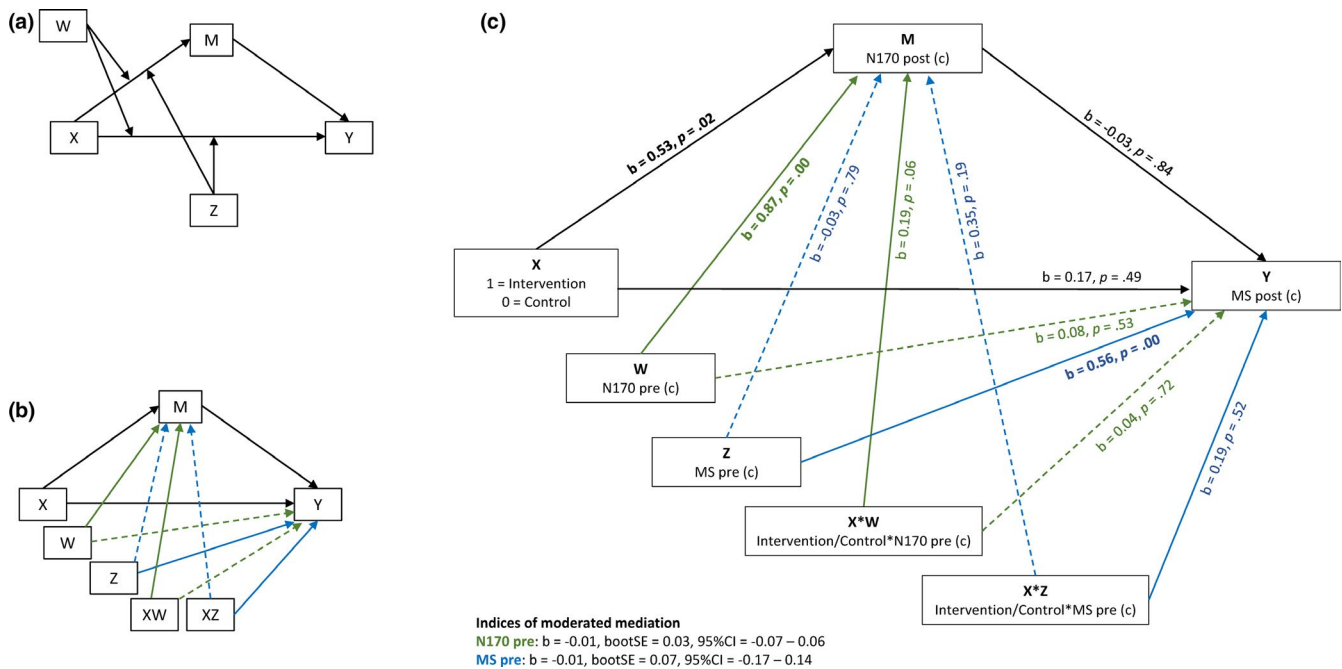 (a)
W
M
X
Y
Z
(b)
M
X
Y
W
Z
XW
XZ
(c)
M
N170 post (c)
b = 0.53, p = .02
b = 0.87, p = .00
b = -0.03, p = .79
b = 0.19, p = .06
b = 0.35, p = .19
b = -0.03, p = .84
X
1 = Intervention
0 = Control
b = 0.17, p = .49
Y
MS post (c)
b = 0.08, p = .53
W
N170 pre (c)
b = 0.56, p = .00
b = 0.04, p = .72
b = 0.19, p = .52
Z
MS pre (c)
X*W
Intervention/Control*N170 pre (c)
X*Z
Intervention/Control*MS pre (c)
Indices of moderated mediation
N170 pre: b = -0.01, bootSE = 0.03, 95%CI = -0.07 – 0.06
MS pre: b = -0.01, bootSE = 0.07, 95%CI = -0.17 – 0.14